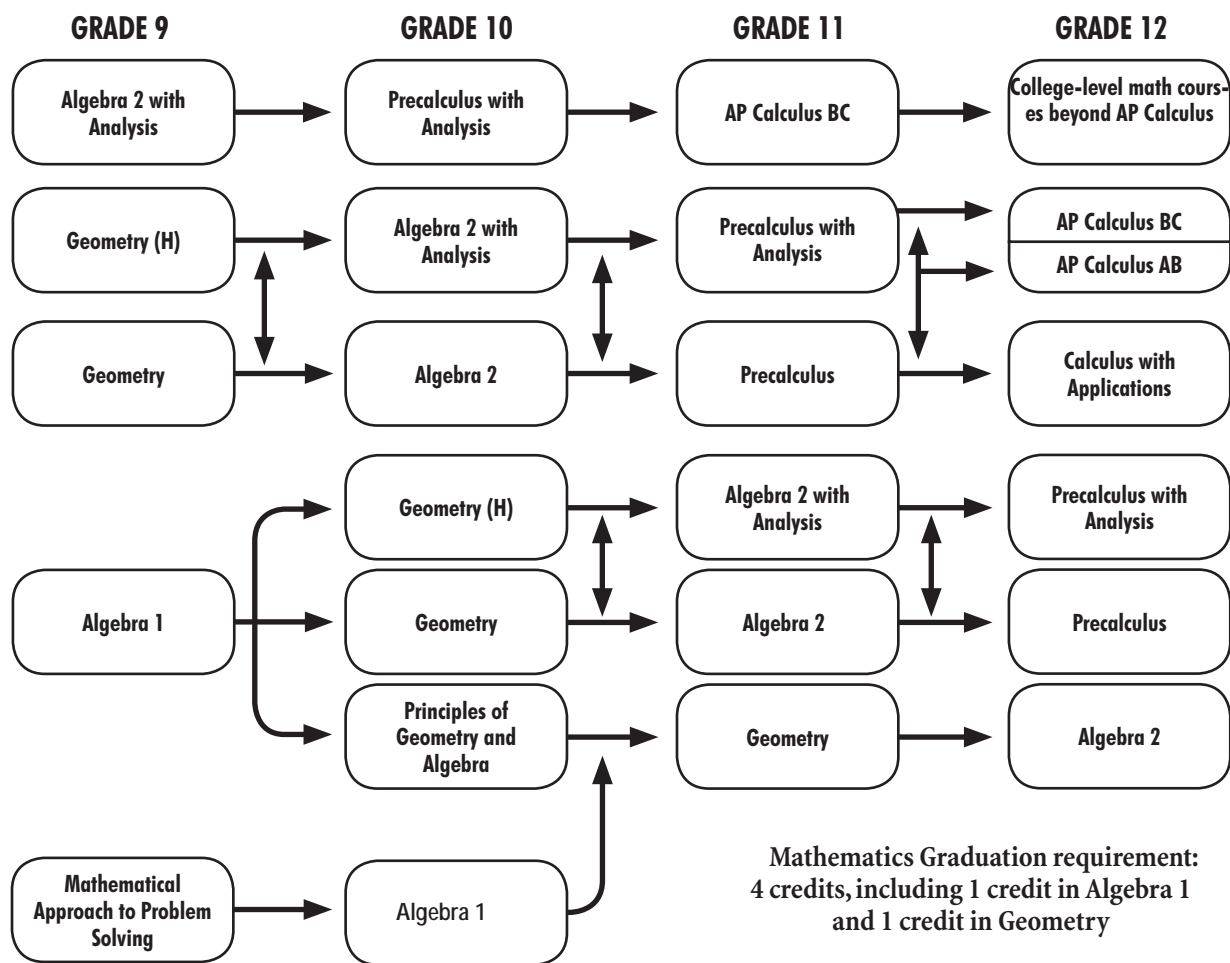 GRADE 9
GRADE 10
GRADE 11
GRADE 12
Algebra 2 with
Analysis
Precalculus with
Analysis
AP Calculus BC
College-level math cours-
es beyond AP Calculus
Geometry (H)
Algebra 2 with
Analysis
Precalculus with
Analysis
AP Calculus BC
AP Calculus AB
Geometry
Algebra 2
Precalculus
Calculus with
Applications
Geometry (H)
Algebra 2 with
Analysis
Precalculus with
Analysis
Algebra 1
Geometry
Algebra 2
Precalculus
Principles of
Geometry and
Algebra
Geometry
Algebra 2
Mathematical
Approach to Problem
Solving
Algebra 1
Mathematics Graduation requirement:
4 credits, including 1 credit in Algebra 1
and 1 credit in Geometry